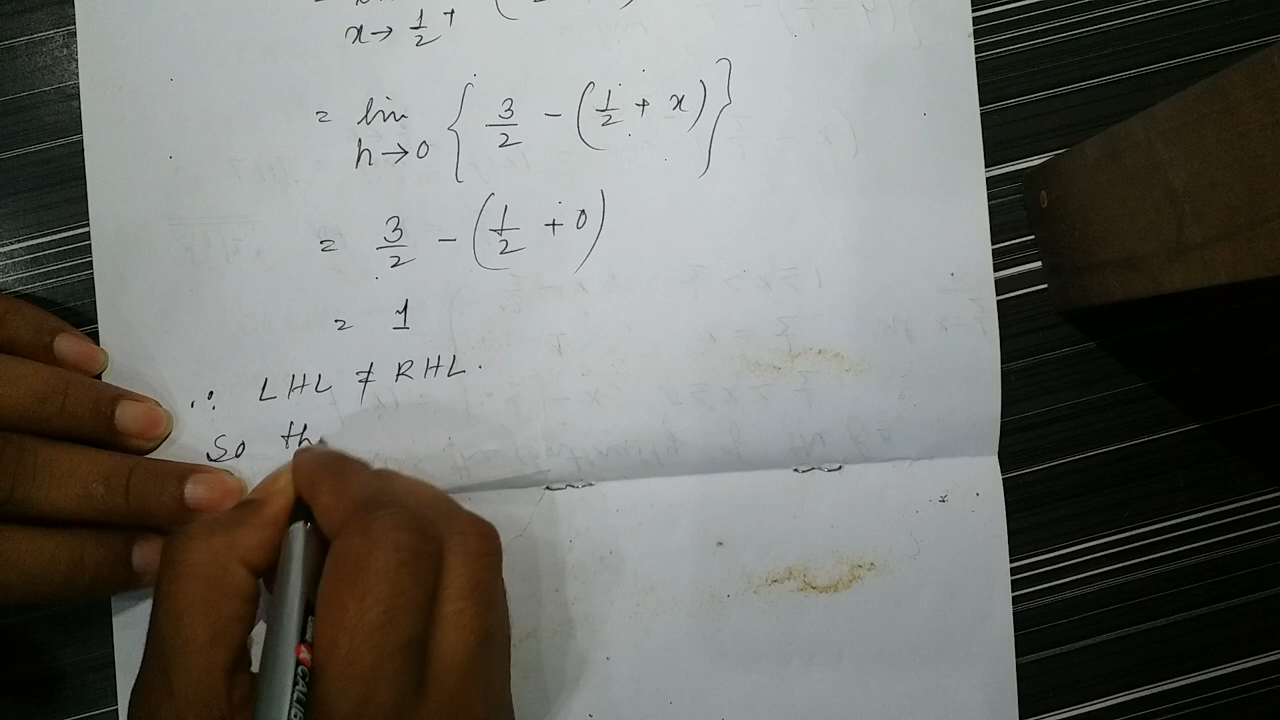 x→ 1/2 +
= lim h→0 { 3/2 - (1/2 + x) }
= 3/2 - (1/2 + 0)
= 1
∴ LHL ≠ RHL.
So th